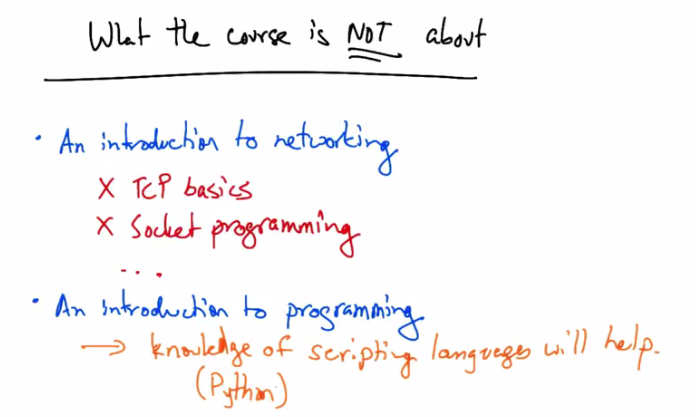 What the course is NOT about
• An introduction to networking
X TCP basics
X Socket programming
...
• An introduction to programming
→ knowledge of scripting languages will help.
(Python)